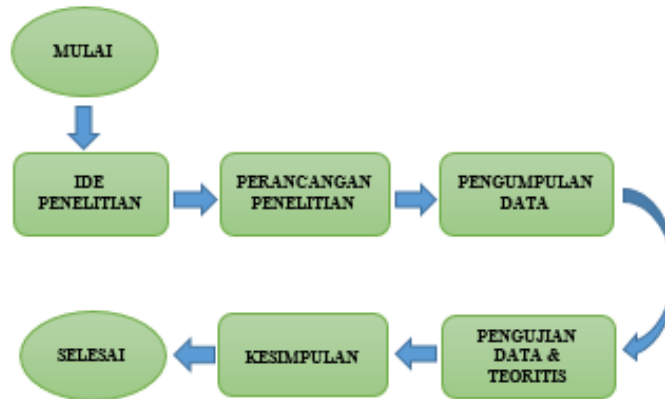 MULAI
IDE
PENELITIAN
PERANCANGAN
PENELITIAN
PENGUMPULAN
DATA
PENGUJIAN
DATA &
TEORITIS
KESIMPULAN
SELESAI